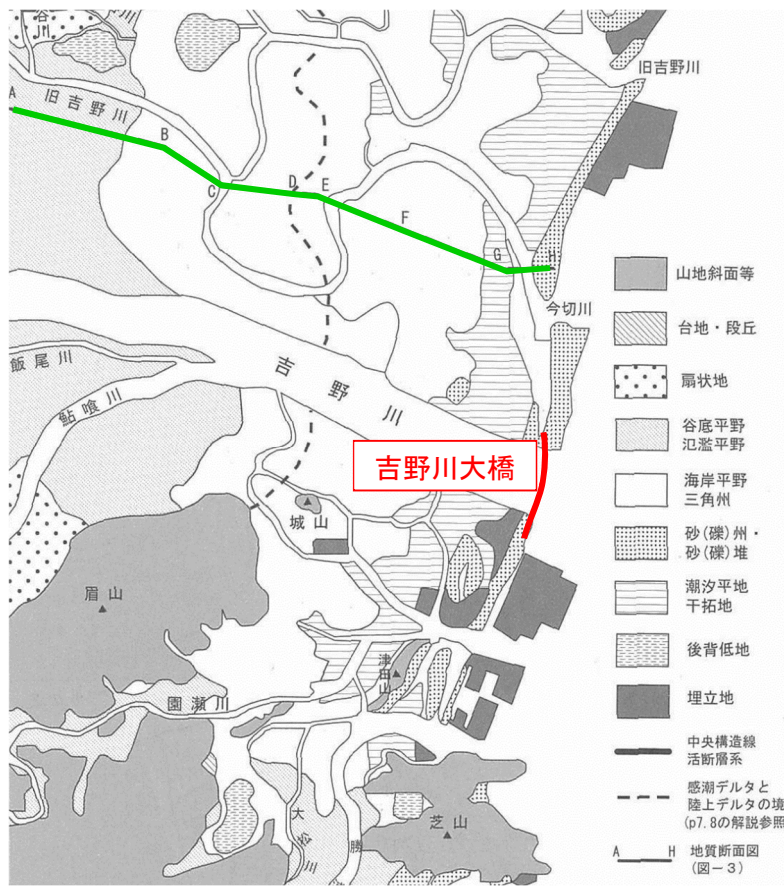 旧吉野川
A
旧吉野川
B
C
D
E
F
G
H
今切川
吉野川
飯尾川
鮎喰川
吉野川大橋
城山
眉山
津田山
園瀬川
大谷川
勝
芝山
山地斜面等
台地・段丘
扇状地
谷底平野
氾濫平野
海岸平野
三角州
砂(礫)州・
砂(礫)堆
潮汐平地
干拓地
後背低地
埋立地
中央構造線
活断層系
感潮デルタと
陸上デルタの境
(p7.8の解説参照
A
H
地質断面図
(図－3)